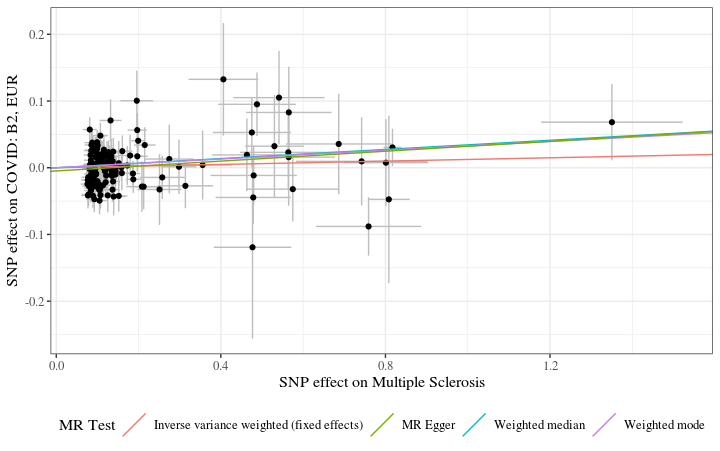 SNP effect on COVID: B2, EUR
0.2
0.1
0.0
-0.1
-0.2
0.0 0.4 0.8 1.2
SNP effect on Multiple Sclerosis
MR Test Inverse variance weighted (fixed effects) MR Egger Weighted median Weighted mode